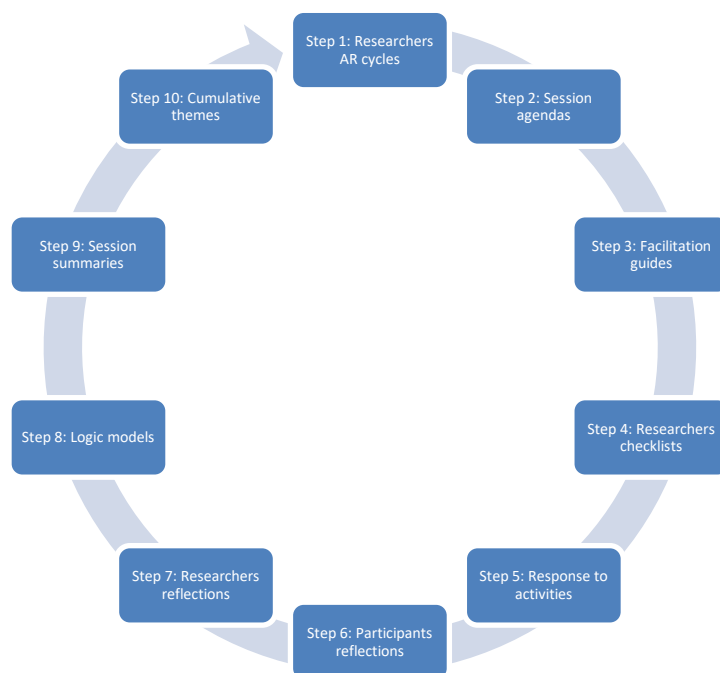 Step 1: Researchers
AR cycles
Step 2: Session
agendas
Step 3: Facilitation
guides
Step 4: Researchers
checklists
Step 5: Response to
activities
Step 6: Participants
reflections
Step 7: Researchers
reflections
Step 8: Logic models
Step 9: Session
summaries
Step 10: Cumulative
themes